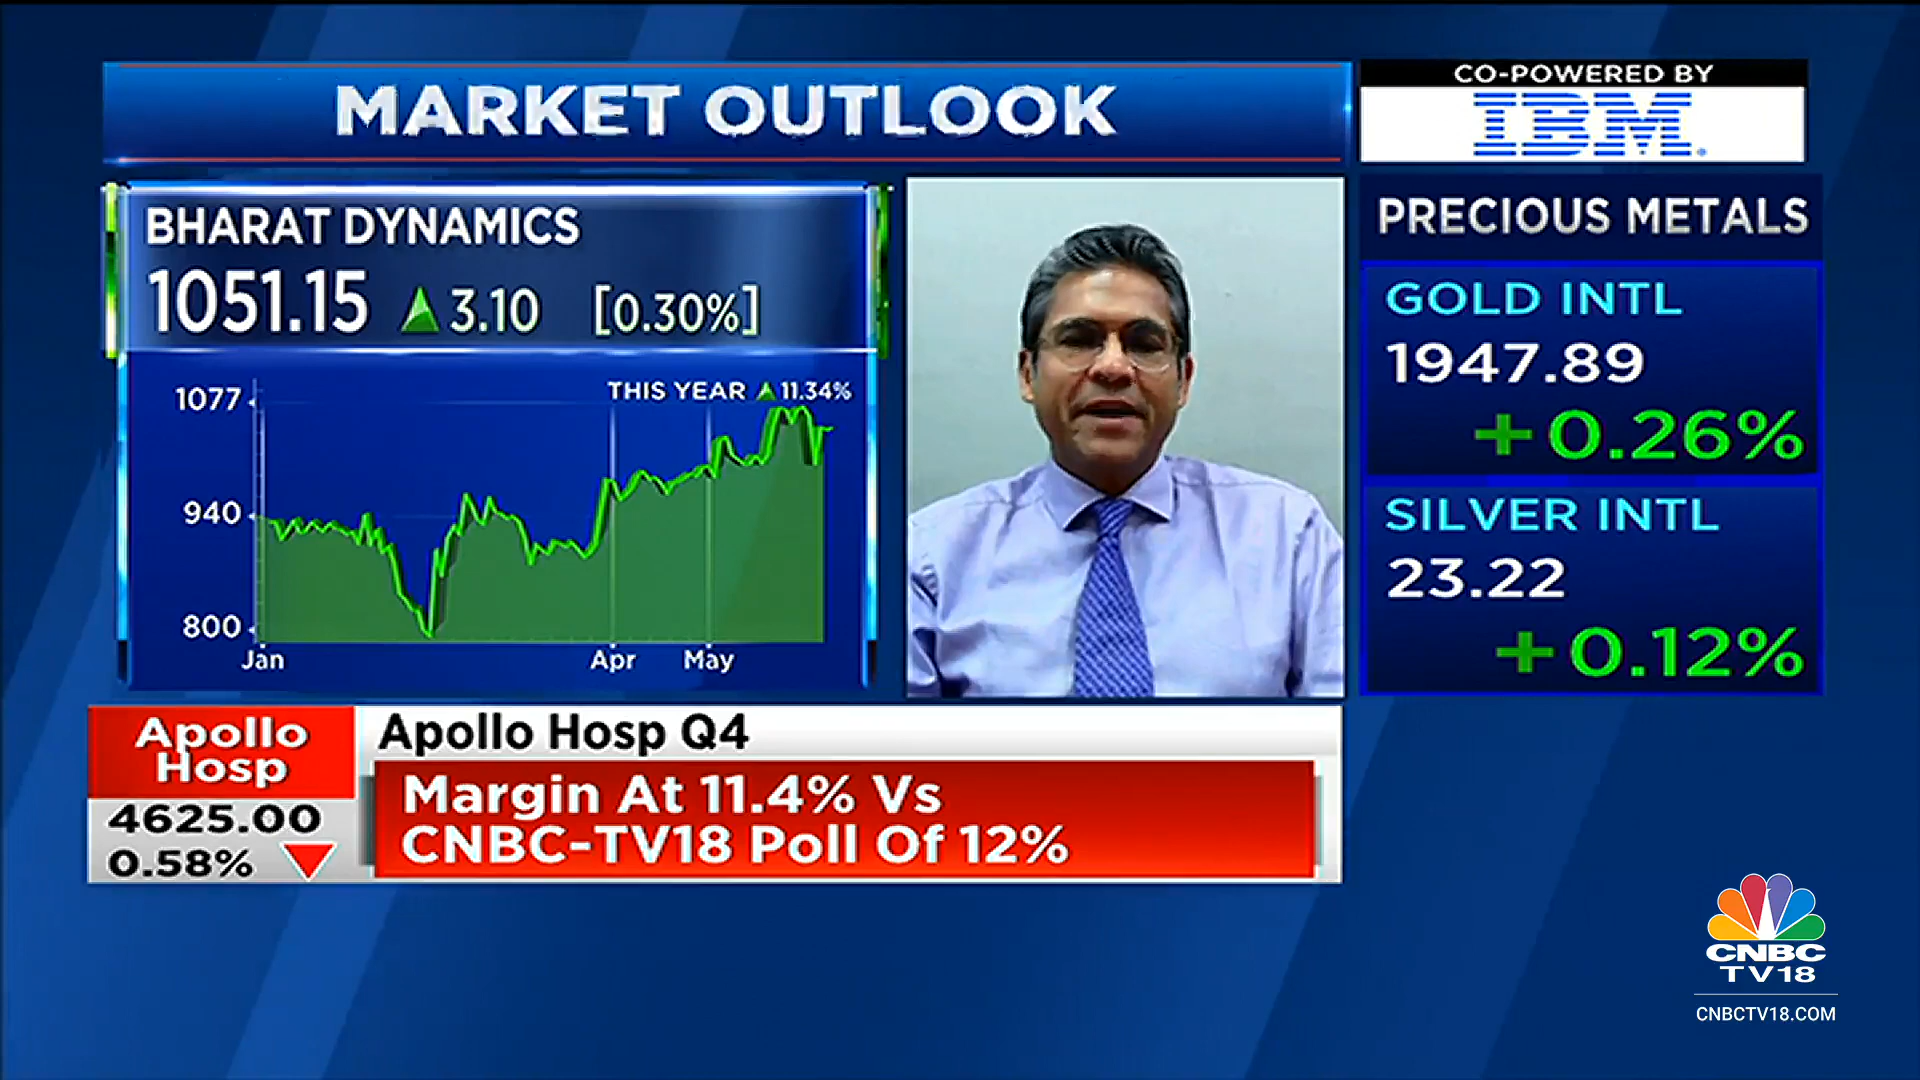 MARKET OUTLOOK
CO-POWERED BY
IBM
BHARAT DYNAMICS
1051.15 ▲ 3.10 [0.30%]
THIS YEAR ▲ 11.34%
1077
940
800
Jan Apr May
PRECIOUS METALS
GOLD INTL
1947.89
+0.26%
SILVER INTL
23.22
+0.12%
Apollo
Hosp
4625.00
0.58% ▼
Apollo Hosp Q4
Margin At 11.4% Vs
CNBC-TV18 Poll Of 12%
CNBC
TV18
CNBCTV18.COM